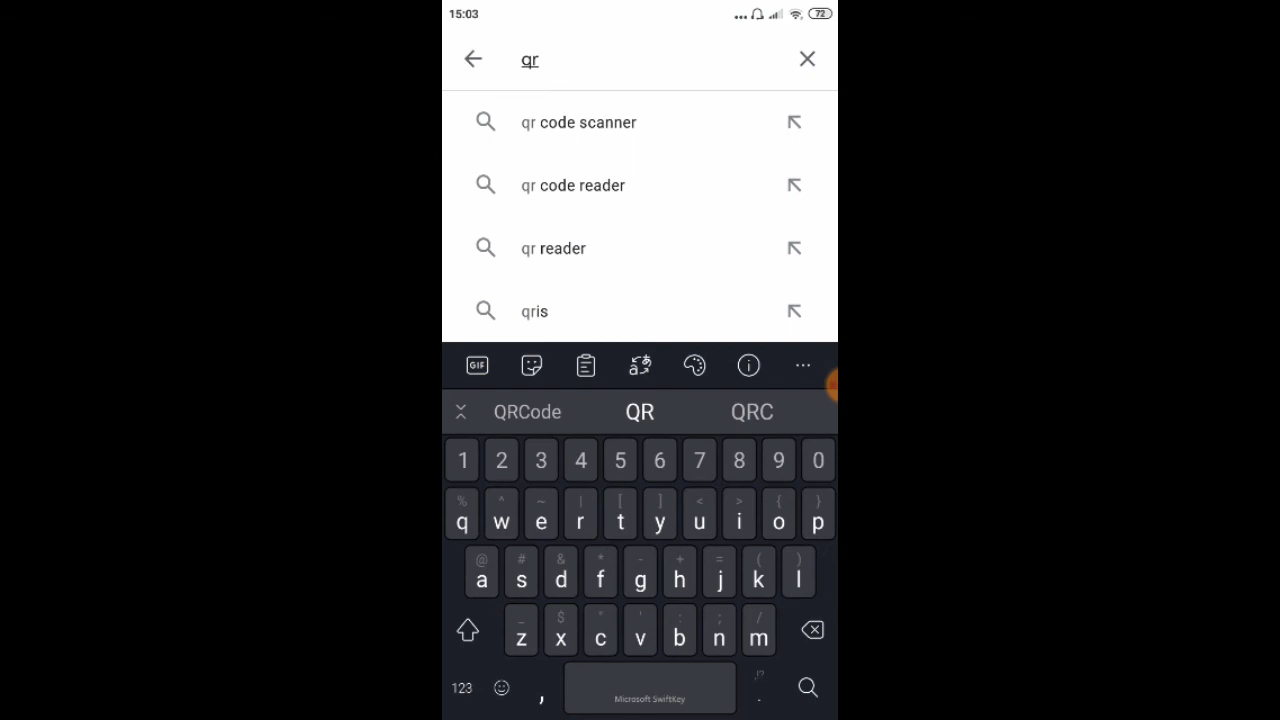 15:03
72
qr
qr code scanner
qr code reader
qr reader
qris
GIF
QRCode QR QRC
1 2 3 4 5 6 7 8 9 0
% ^ ~ | [ ] < > { }
q w e r t y u i o p
@ # & * - + = ( )
a s d f g h j k l
_ $ " ' : ; /
z x c v b n m
,!?
123 , Microsoft SwiftKey .